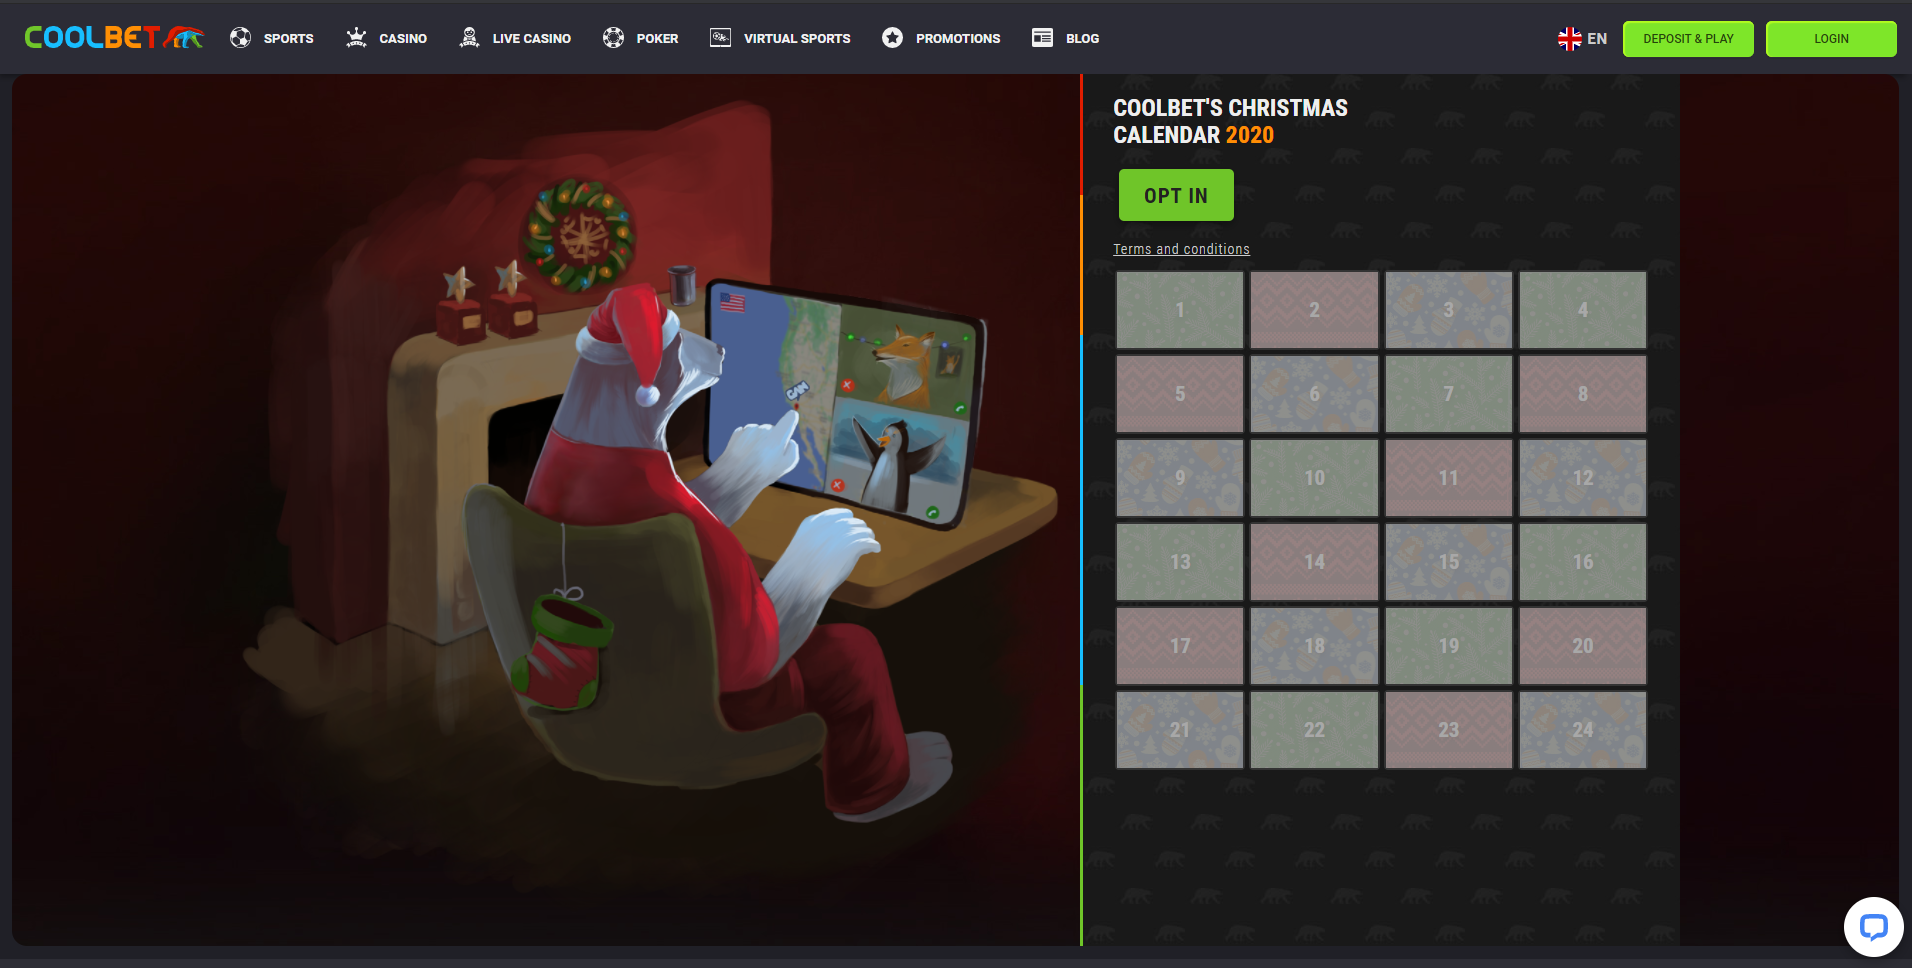 COOLBET
SPORTS
CASINO
LIVE CASINO
POKER
VIRTUAL SPORTS
PROMOTIONS
BLOG
EN
DEPOSIT & PLAY
LOGIN
COOLBET'S CHRISTMAS
CALENDAR 2020
OPT IN
Terms and conditions
1 2 3 4
5 6 7 8
9 10 11 12
13 14 15 16
17 18 19 20
21 22 23 24